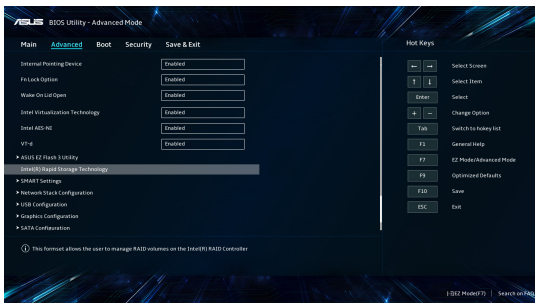 ASUS BIOS Utility - Advanced Mode
Main Advanced Boot Security Save & Exit
Hot Keys
Internal Pointing Device Enabled
Fn Lock Option Enabled
Wake On Lid Open Enabled
Intel Virtualization Technology Enabled
Intel AES-NI Enabled
VT-d Enabled
➤ ASUS EZ Flash 3 Utility
Intel(R) Rapid Storage Technology
➤ SMART Settings
➤ Network Stack Configuration
➤ USB Configuration
➤ Graphics Configuration
➤ SATA Configuration
This formset allows the user to manage RAID volumes on the Intel(R) RAID Controller
← → Select Screen
↑ ↓ Select Item
Enter Select
+ - Change Option
Tab Switch to hokey list
F1 General Help
F7 EZ Mode/Advanced Mode
F9 Optimized Defaults
F10 Save
ESC Exit
EZ Mode(F7) | Search on FAQ